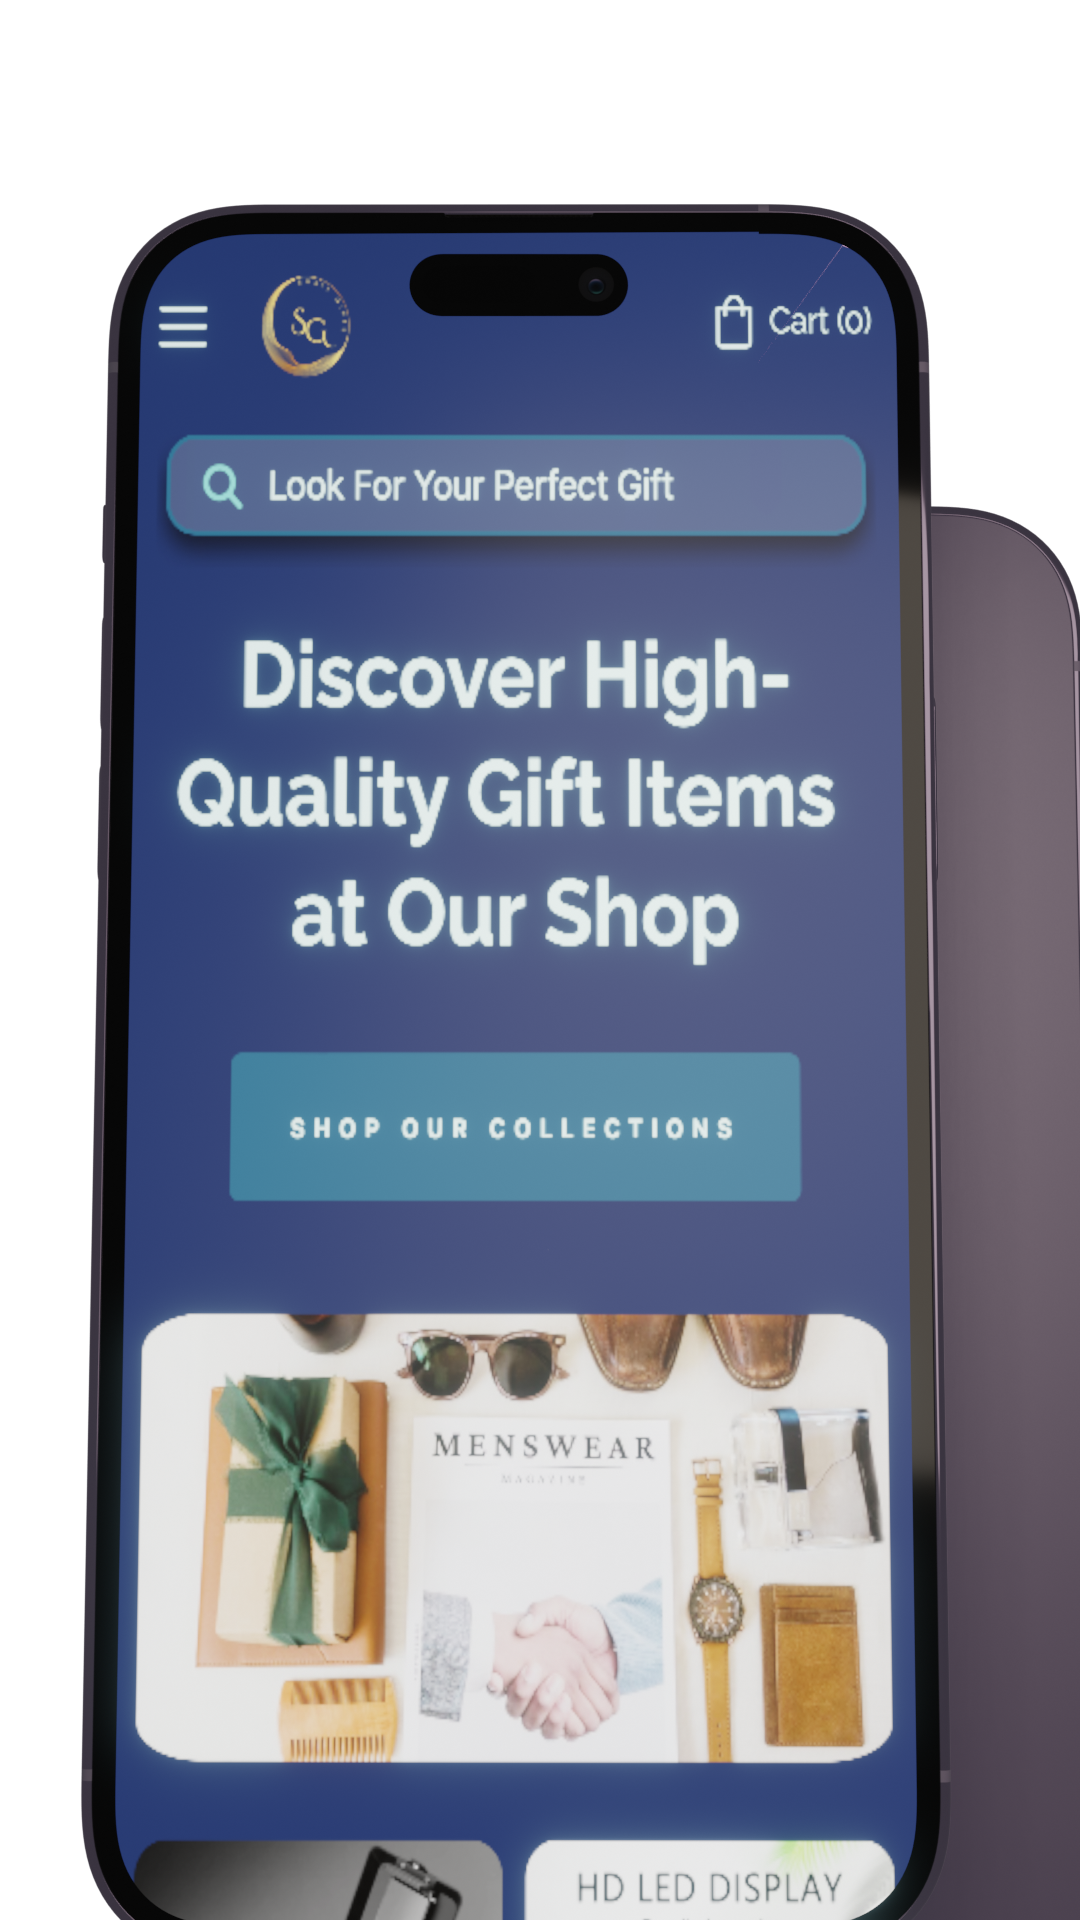 SG
Cart (0)
Look For Your Perfect Gift
Discover High-
Quality Gift Items
at Our Shop
SHOP OUR COLLECTIONS
MENSWEAR
MAGAZINE
HD LED DISPLAY